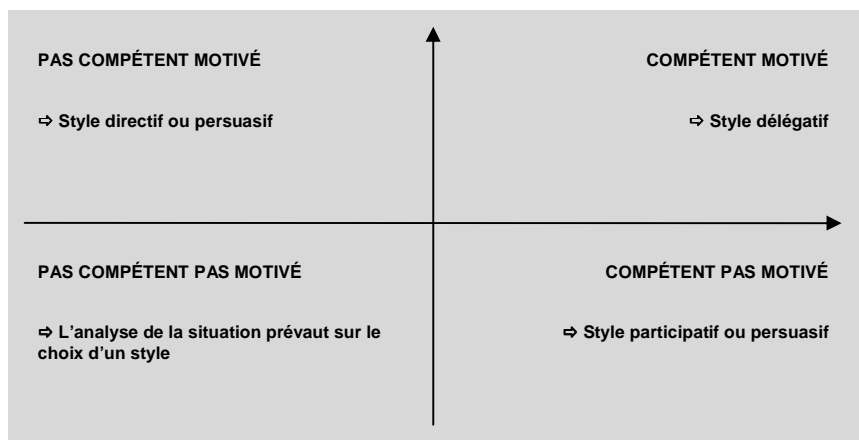 PAS COMPÉTENT MOTIVÉ
COMPÉTENT MOTIVÉ
⇨ Style directif ou persuasif
⇨ Style délégatif
PAS COMPÉTENT PAS MOTIVÉ
COMPÉTENT PAS MOTIVÉ
⇨ L’analyse de la situation prévaut sur le
choix d’un style
⇨ Style participatif ou persuasif